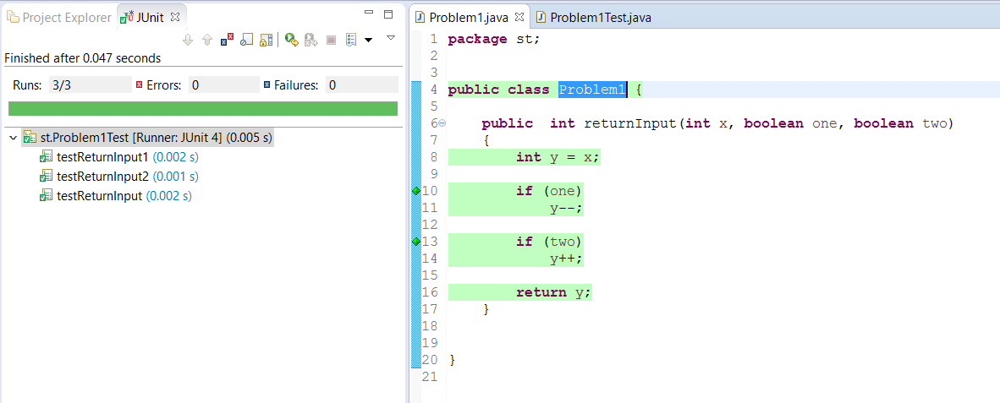 Project Explorer JUnit
Finished after 0.047 seconds
Runs: 3/3 Errors: 0 Failures: 0
st.Problem1Test [Runner: JUnit 4] (0.005 s)
testReturnInput1 (0.002 s)
testReturnInput2 (0.001 s)
testReturnInput (0.002 s)
Problem1.java Problem1Test.java
1 package st;
2
3
4 public class Problem1 {
5
6 public  int returnInput(int x, boolean one, boolean two)
7 {
8 int y = x;
9
10 if (one)
11 y--;
12
13 if (two)
14 y++;
15
16 return y;
17 }
18
19
20 }
21